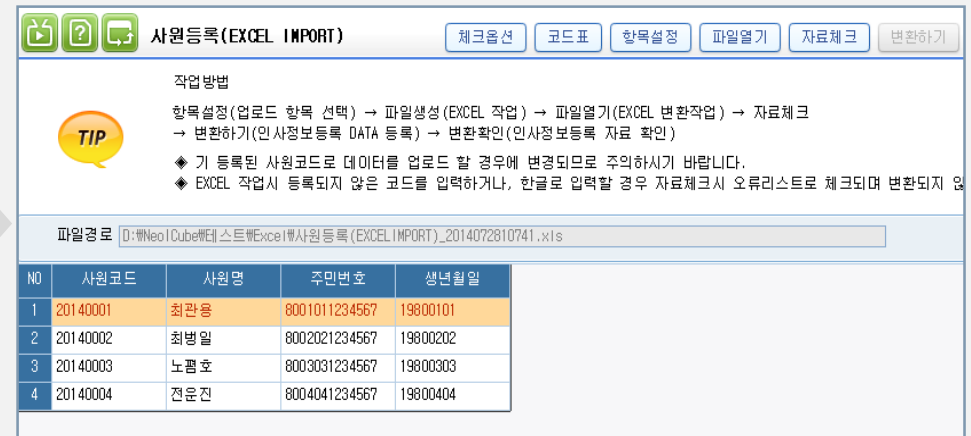 사원등록(EXCEL IMPORT) 체크옵션 코드표 항목설정 파일열기 자료체크 변환하기
작업방법
항목설정(업로드 항목 선택) → 파일생성(EXCEL 작업) → 파일열기(EXCEL 변환작업) → 자료체크
→ 변환하기(인사정보등록 DATA 등록) → 변환확인(인사정보등록 자료 확인)
TIP
◈ 기 등록된 사원코드로 데이터를 업로드 할 경우에 변경되므로 주의하시기 바랍니다.
◈ EXCEL 작업시 등록되지 않은 코드를 입력하거나, 한글로 입력할 경우 자료체크시 오류리스트로 체크되며 변환되지 않
파일경로 D:₩NeoICube₩테스트₩Excel₩사원등록(EXCELIMPORT)_2014072810741.xls
NO 사원코드 사원명 주민번호 생년월일
1 20140001 최관용 8001011234567 19800101
2 20140002 최병일 8002021234567 19800202
3 20140003 노폄호 8003031234567 19800303
4 20140004 전운진 8004041234567 19800404